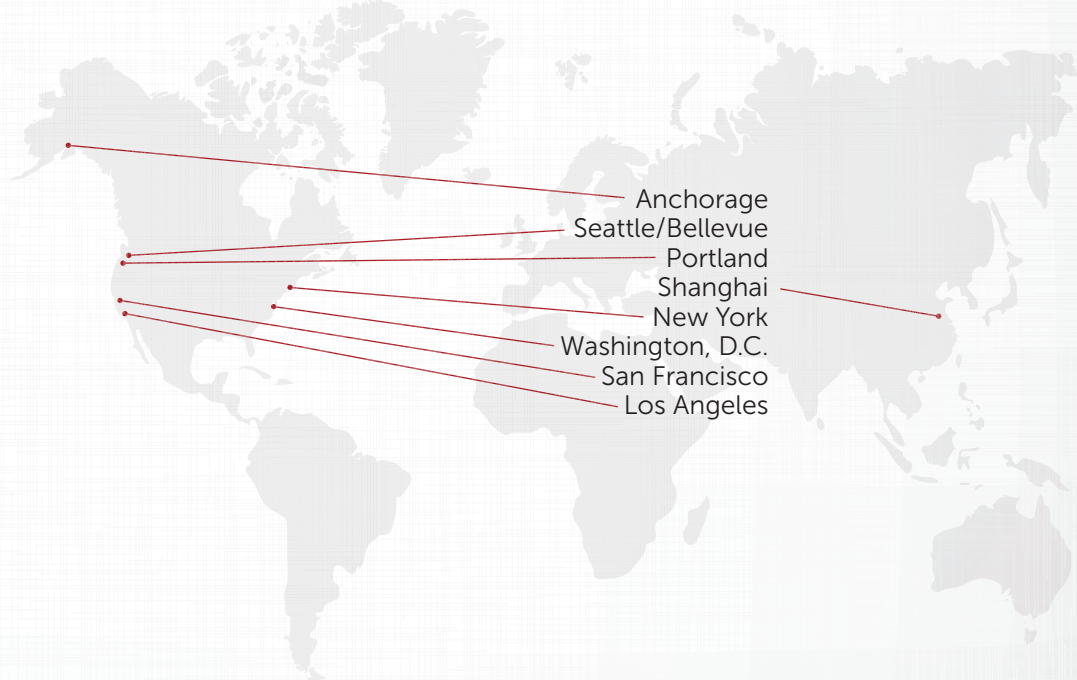 Anchorage
Seattle/Bellevue
Portland
Shanghai
New York
Washington, D.C.
San Francisco
Los Angeles